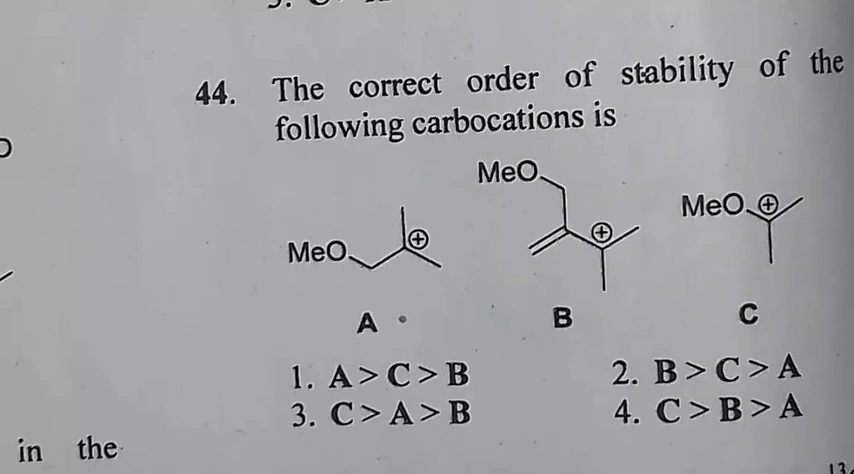 44. The correct order of stability of the
following carbocations is
MeO
MeO
MeO
A
B
C
1. A > C > B
2. B > C > A
3. C > A > B
4. C > B > A
in the
13